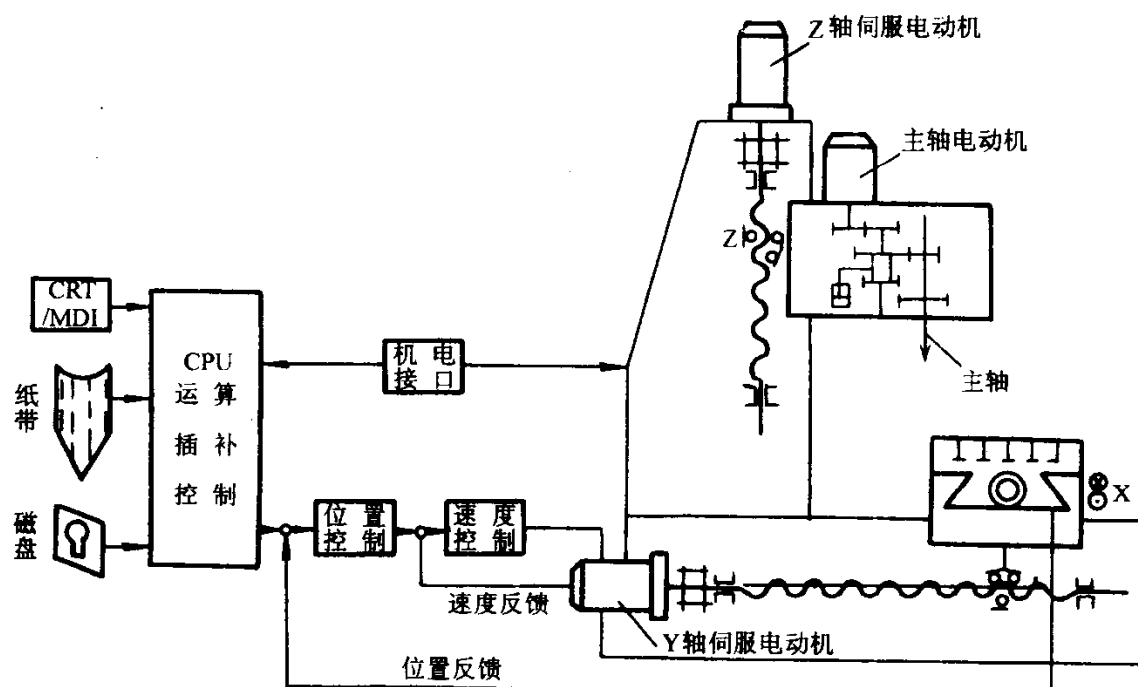 Z轴伺服电动机
主轴电动机
Z
主轴
CRT
/MDI
纸
带
磁
盘
CPU
运 算
插 补
控 制
机 电
接 口
位 置
控 制
速 度
控 制
速度反馈
位置反馈
Y轴伺服电动机
X